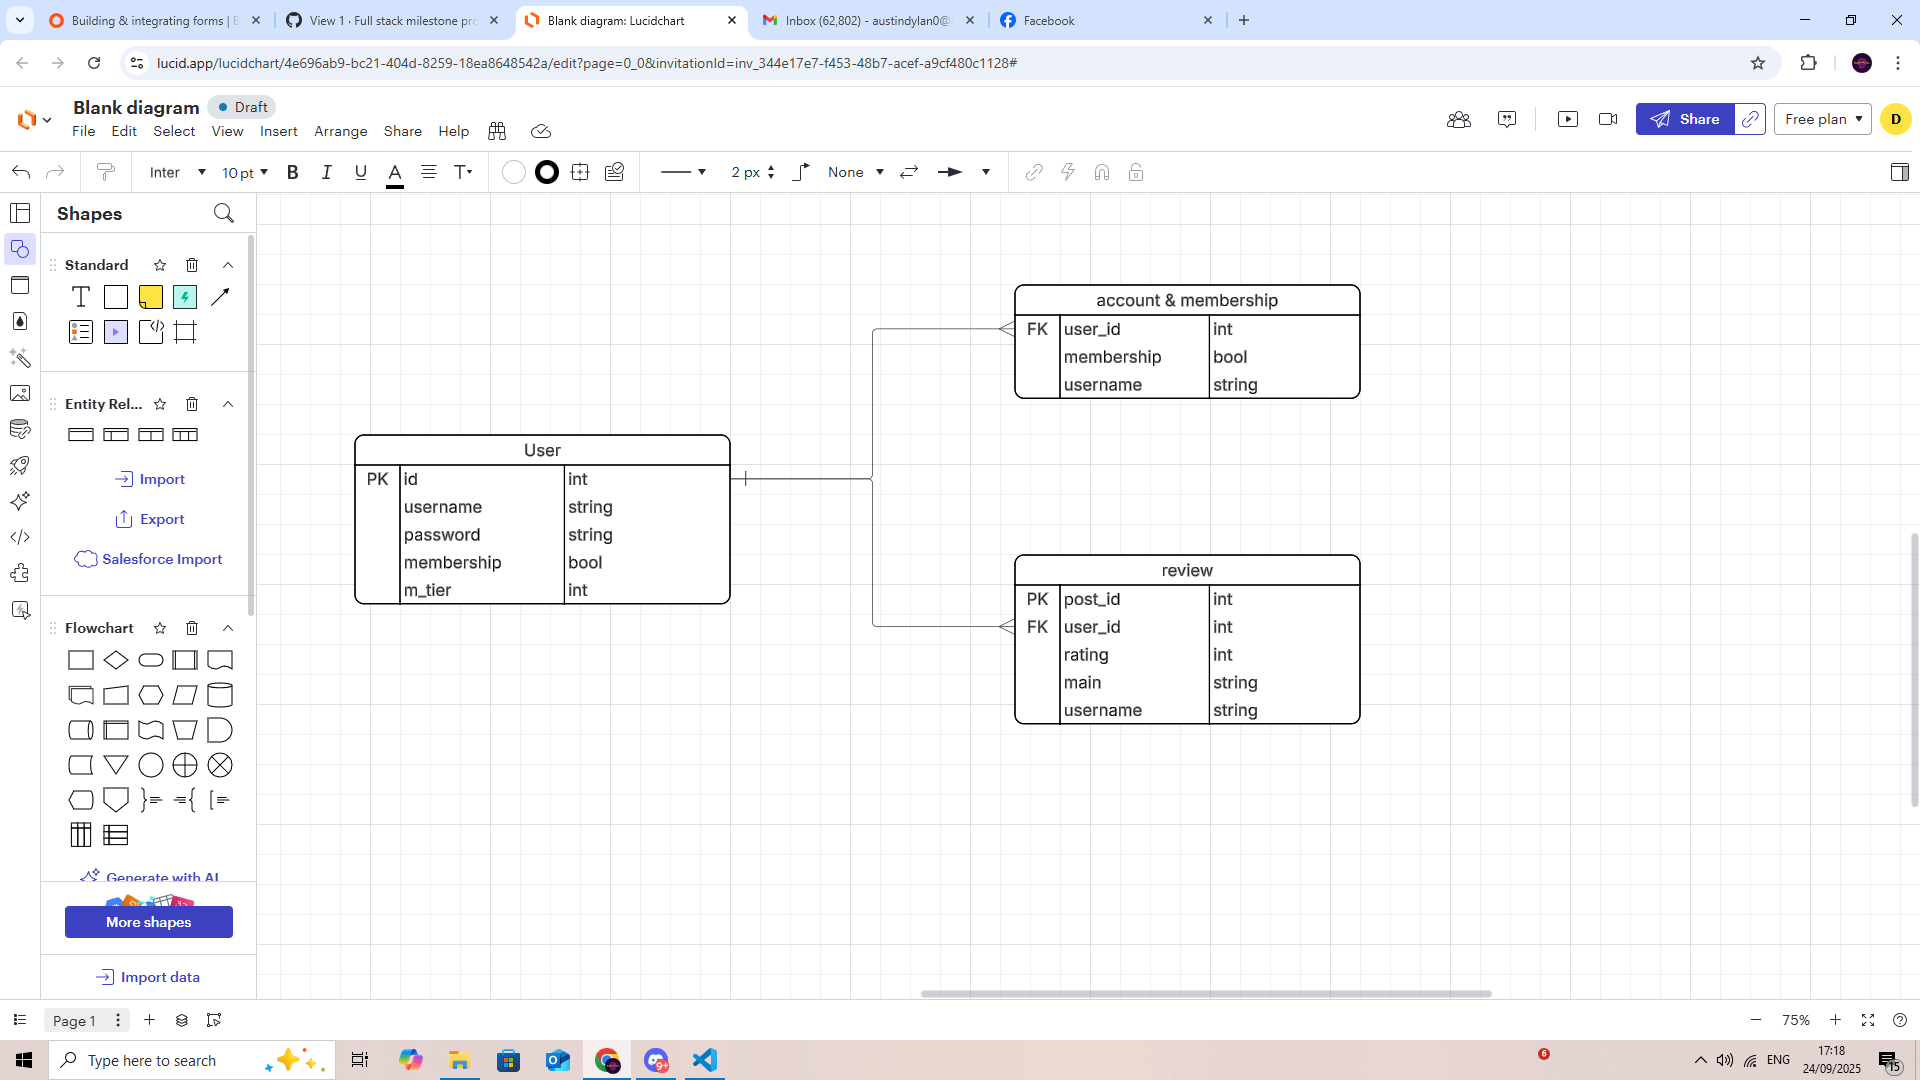 Building & integrating forms | B
View 1 · Full stack milestone pro
Blank diagram: Lucidchart
Inbox (62,802) - austindylan0@
Facebook
lucid.app/lucidchart/4e696ab9-bc21-404d-8259-18ea8648542a/edit?page=0_0&invitationId=inv_344e17e7-f453-48b7-acef-a9cf480c1128#
Blank diagram
Draft
File Edit Select View Insert Arrange Share Help
Share
Free plan
D
Inter
10 pt
B I U A T
2 px
None
Shapes
Standard
T
Entity Rel...
Import
Export
Salesforce Import
Flowchart
Generate with AI
More shapes
Import data
User
PK id int
username string
password string
membership bool
m_tier int
account & membership
FK user_id int
membership bool
username string
review
PK post_id int
FK user_id int
rating int
main string
username string
Page 1
75%
Type here to search
9+
6
ENG
17:18
24/09/2025
15